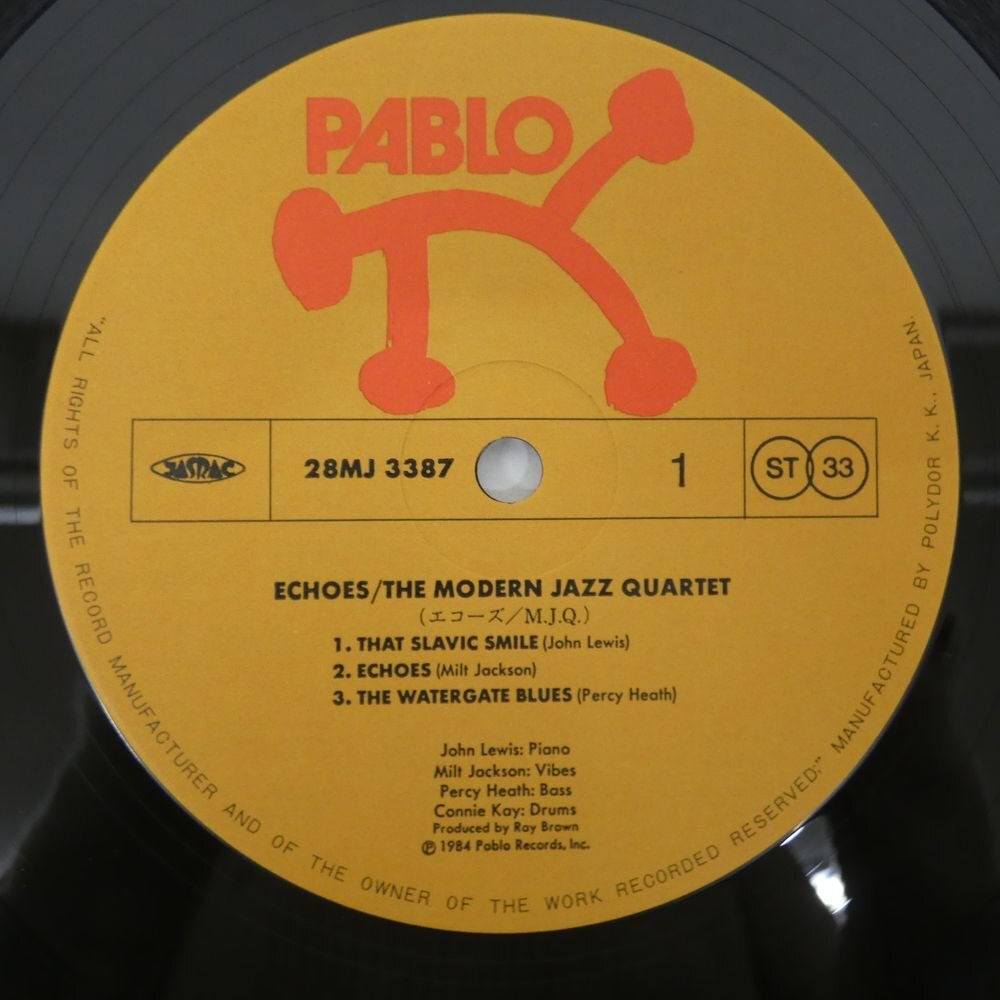 PABLO
JASRAC
28MJ 3387
1
ST 33
ECHOES/THE MODERN JAZZ QUARTET
(エコーズ/M.J.Q.)
1. THAT SLAVIC SMILE (John Lewis)
2. ECHOES (Milt Jackson)
3. THE WATERGATE BLUES (Percy Heath)
John Lewis: Piano
Milt Jackson: Vibes
Percy Heath: Bass
Connie Kay: Drums
Produced by Ray Brown
℗ 1984 Pablo Records, Inc.
"ALL RIGHTS OF THE RECORD MANUFACTURER AND OF THE OWNER OF THE WORK RECORDED RESERVED." MANUFACTURED BY POLYDOR K. K., JAPAN.